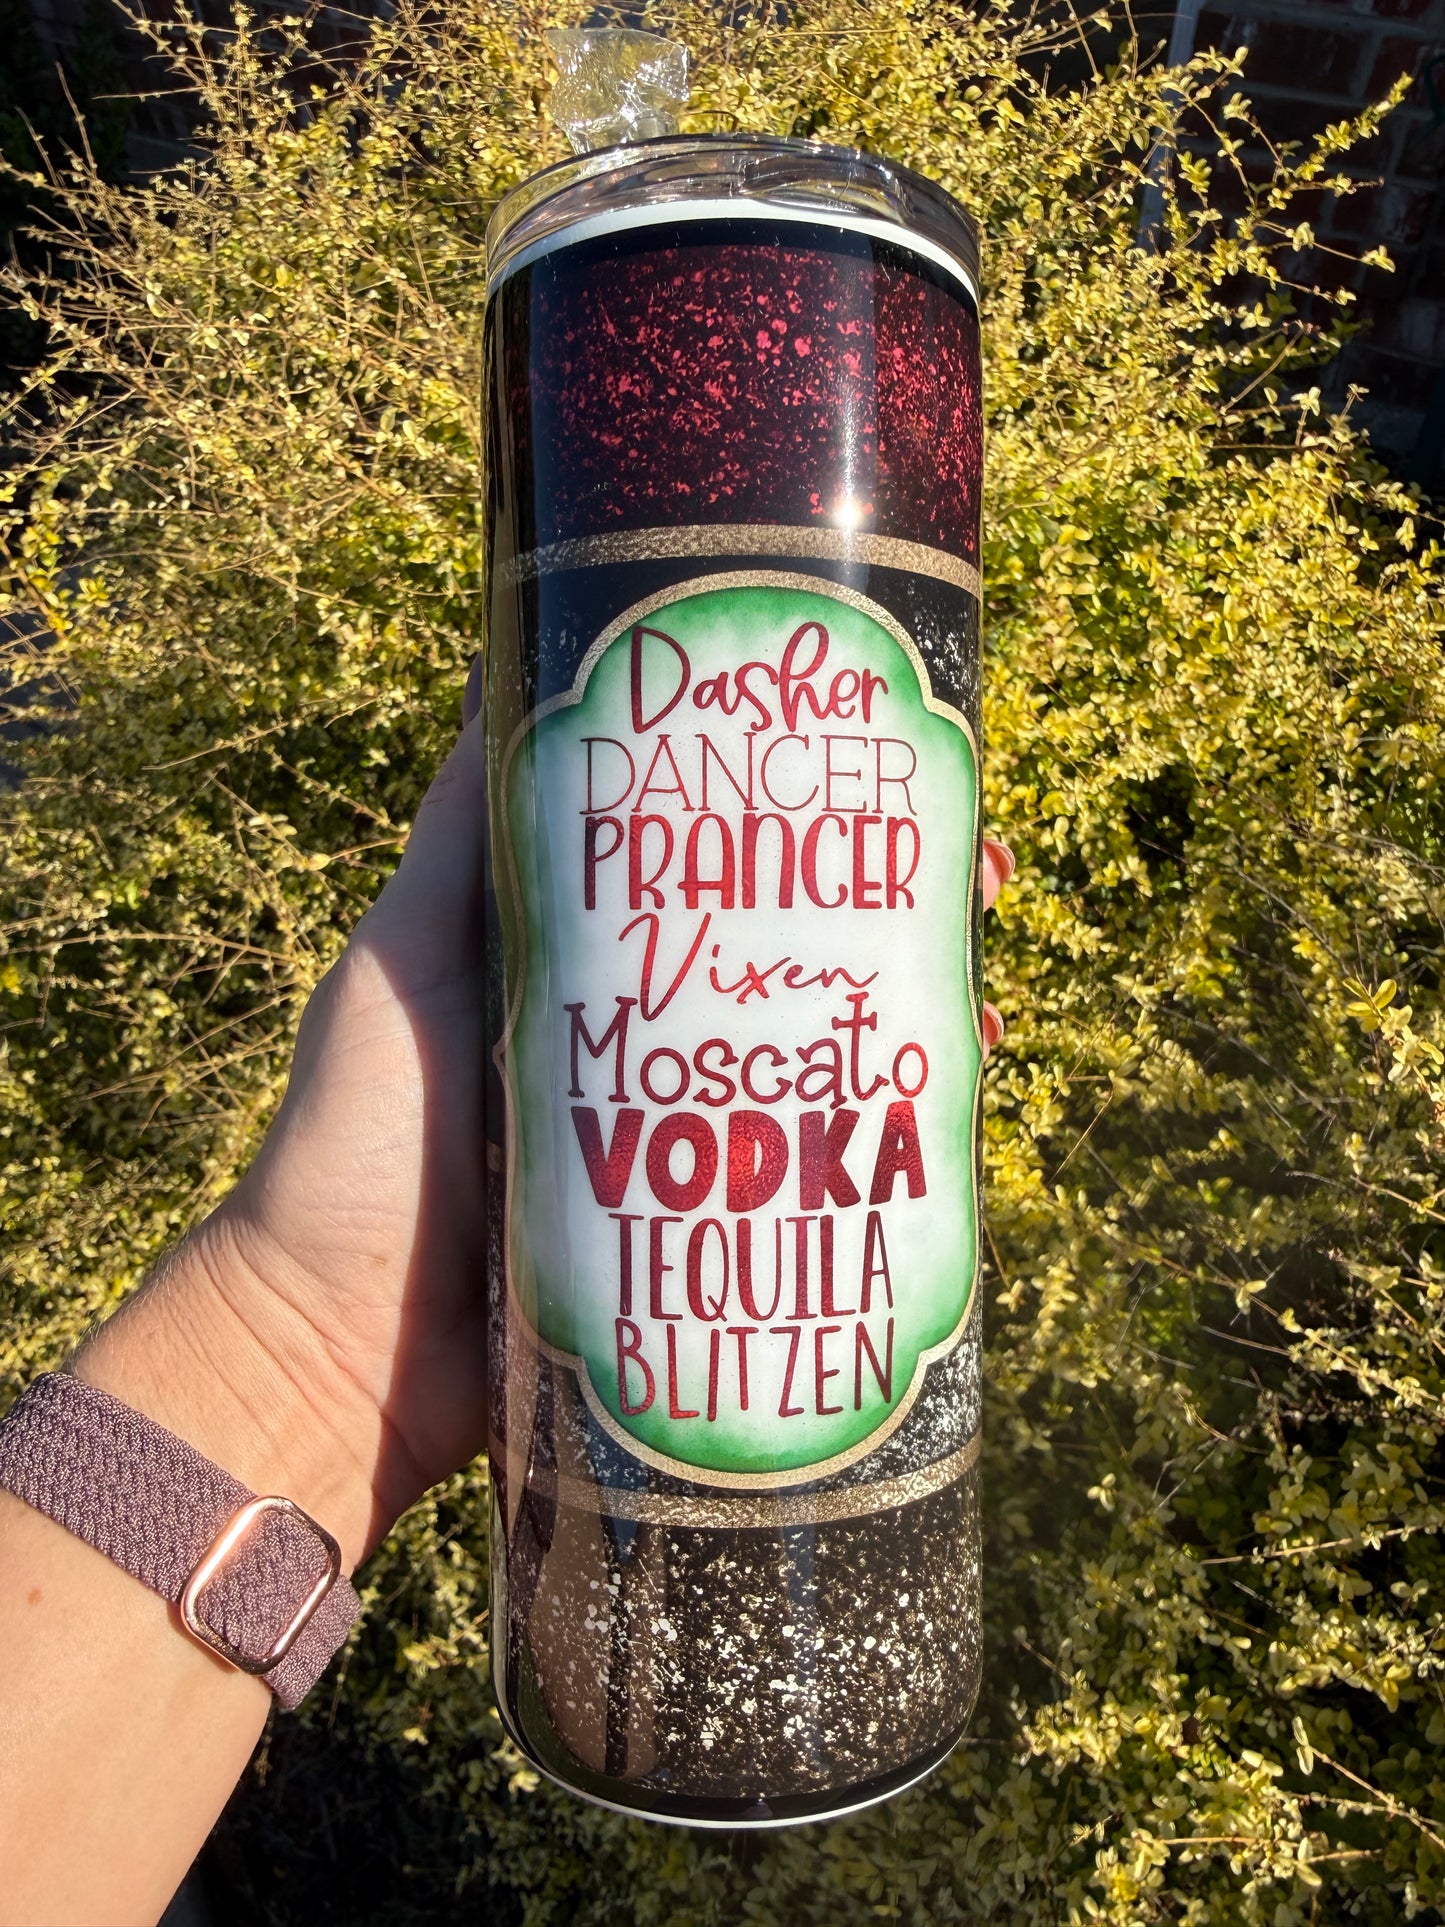 Dasher
DANCER
PRANCER
Vixen
Moscato
VODKA
TEQUILA
BLITZEN